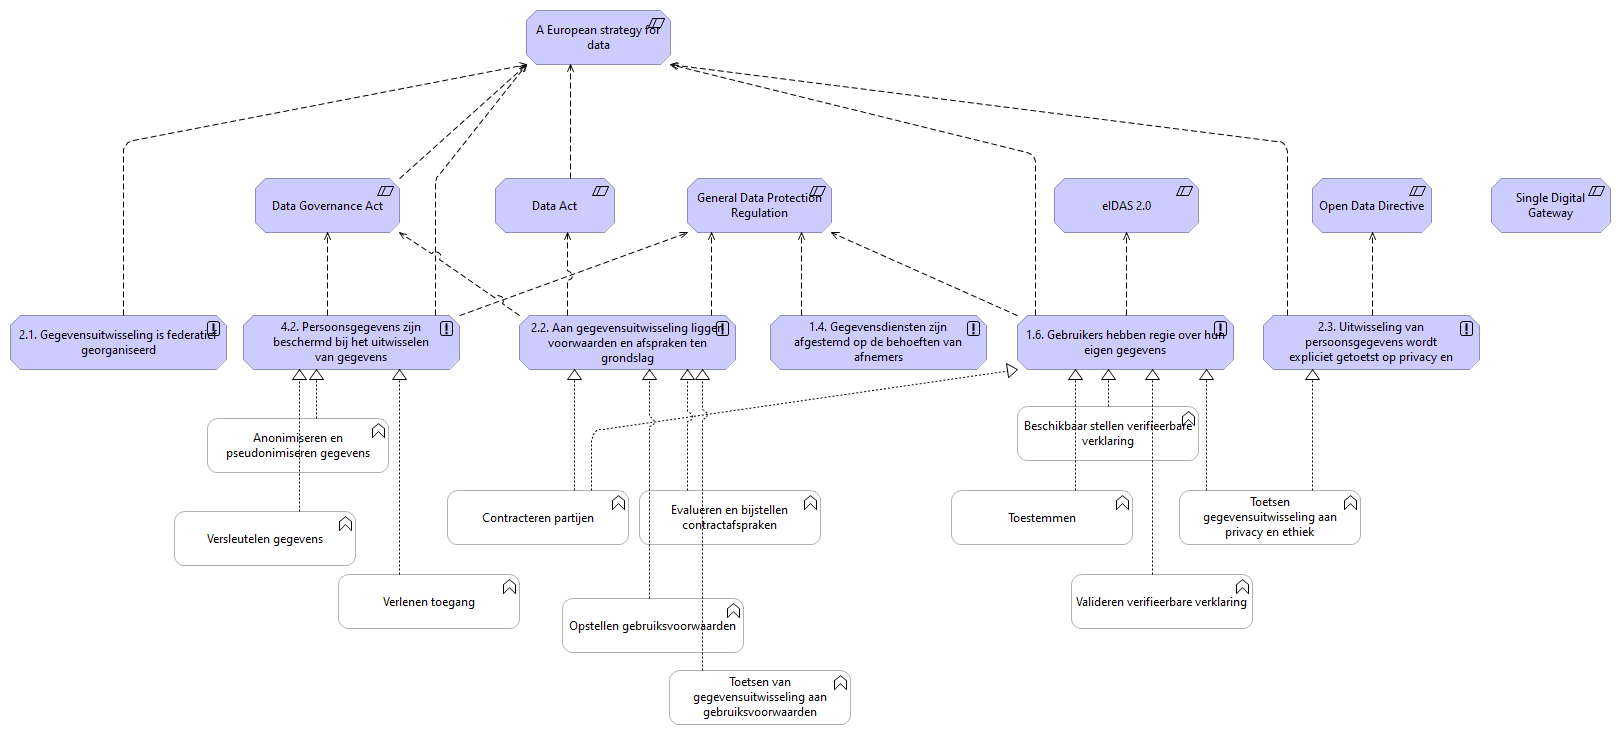 A European strategy for
data
Data Governance Act
Data Act
General Data Protection
Regulation
eIDAS 2.0
Open Data Directive
Single Digital
Gateway
2.1. Gegevensuitwisseling is federatief
georganiseerd
4.2. Persoonsgegevens zijn
beschermd bij het uitwisselen
van gegevens
2.2. Aan gegevensuitwisseling liggen
voorwaarden en afspraken ten
grondslag
1.4. Gegevensdiensten zijn
afgestemd op de behoeften van
afnemers
1.6. Gebruikers hebben regie over hun
eigen gegevens
2.3. Uitwisseling van
persoonsgegevens wordt
expliciet getoetst op privacy en
Anonimiseren en
pseudonimiseren gegevens
Beschikbaar stellen verifieerbare
verklaring
Versleutelen gegevens
Contracteren partijen
Evalueren en bijstellen
contractafspraken
Toestemmen
Toetsen
gegevensuitwisseling aan
privacy en ethiek
Verlenen toegang
Opstellen gebruiksvoorwaarden
Valideren verifieerbare verklaring
Toetsen van
gegevensuitwisseling aan
gebruiksvoorwaarden